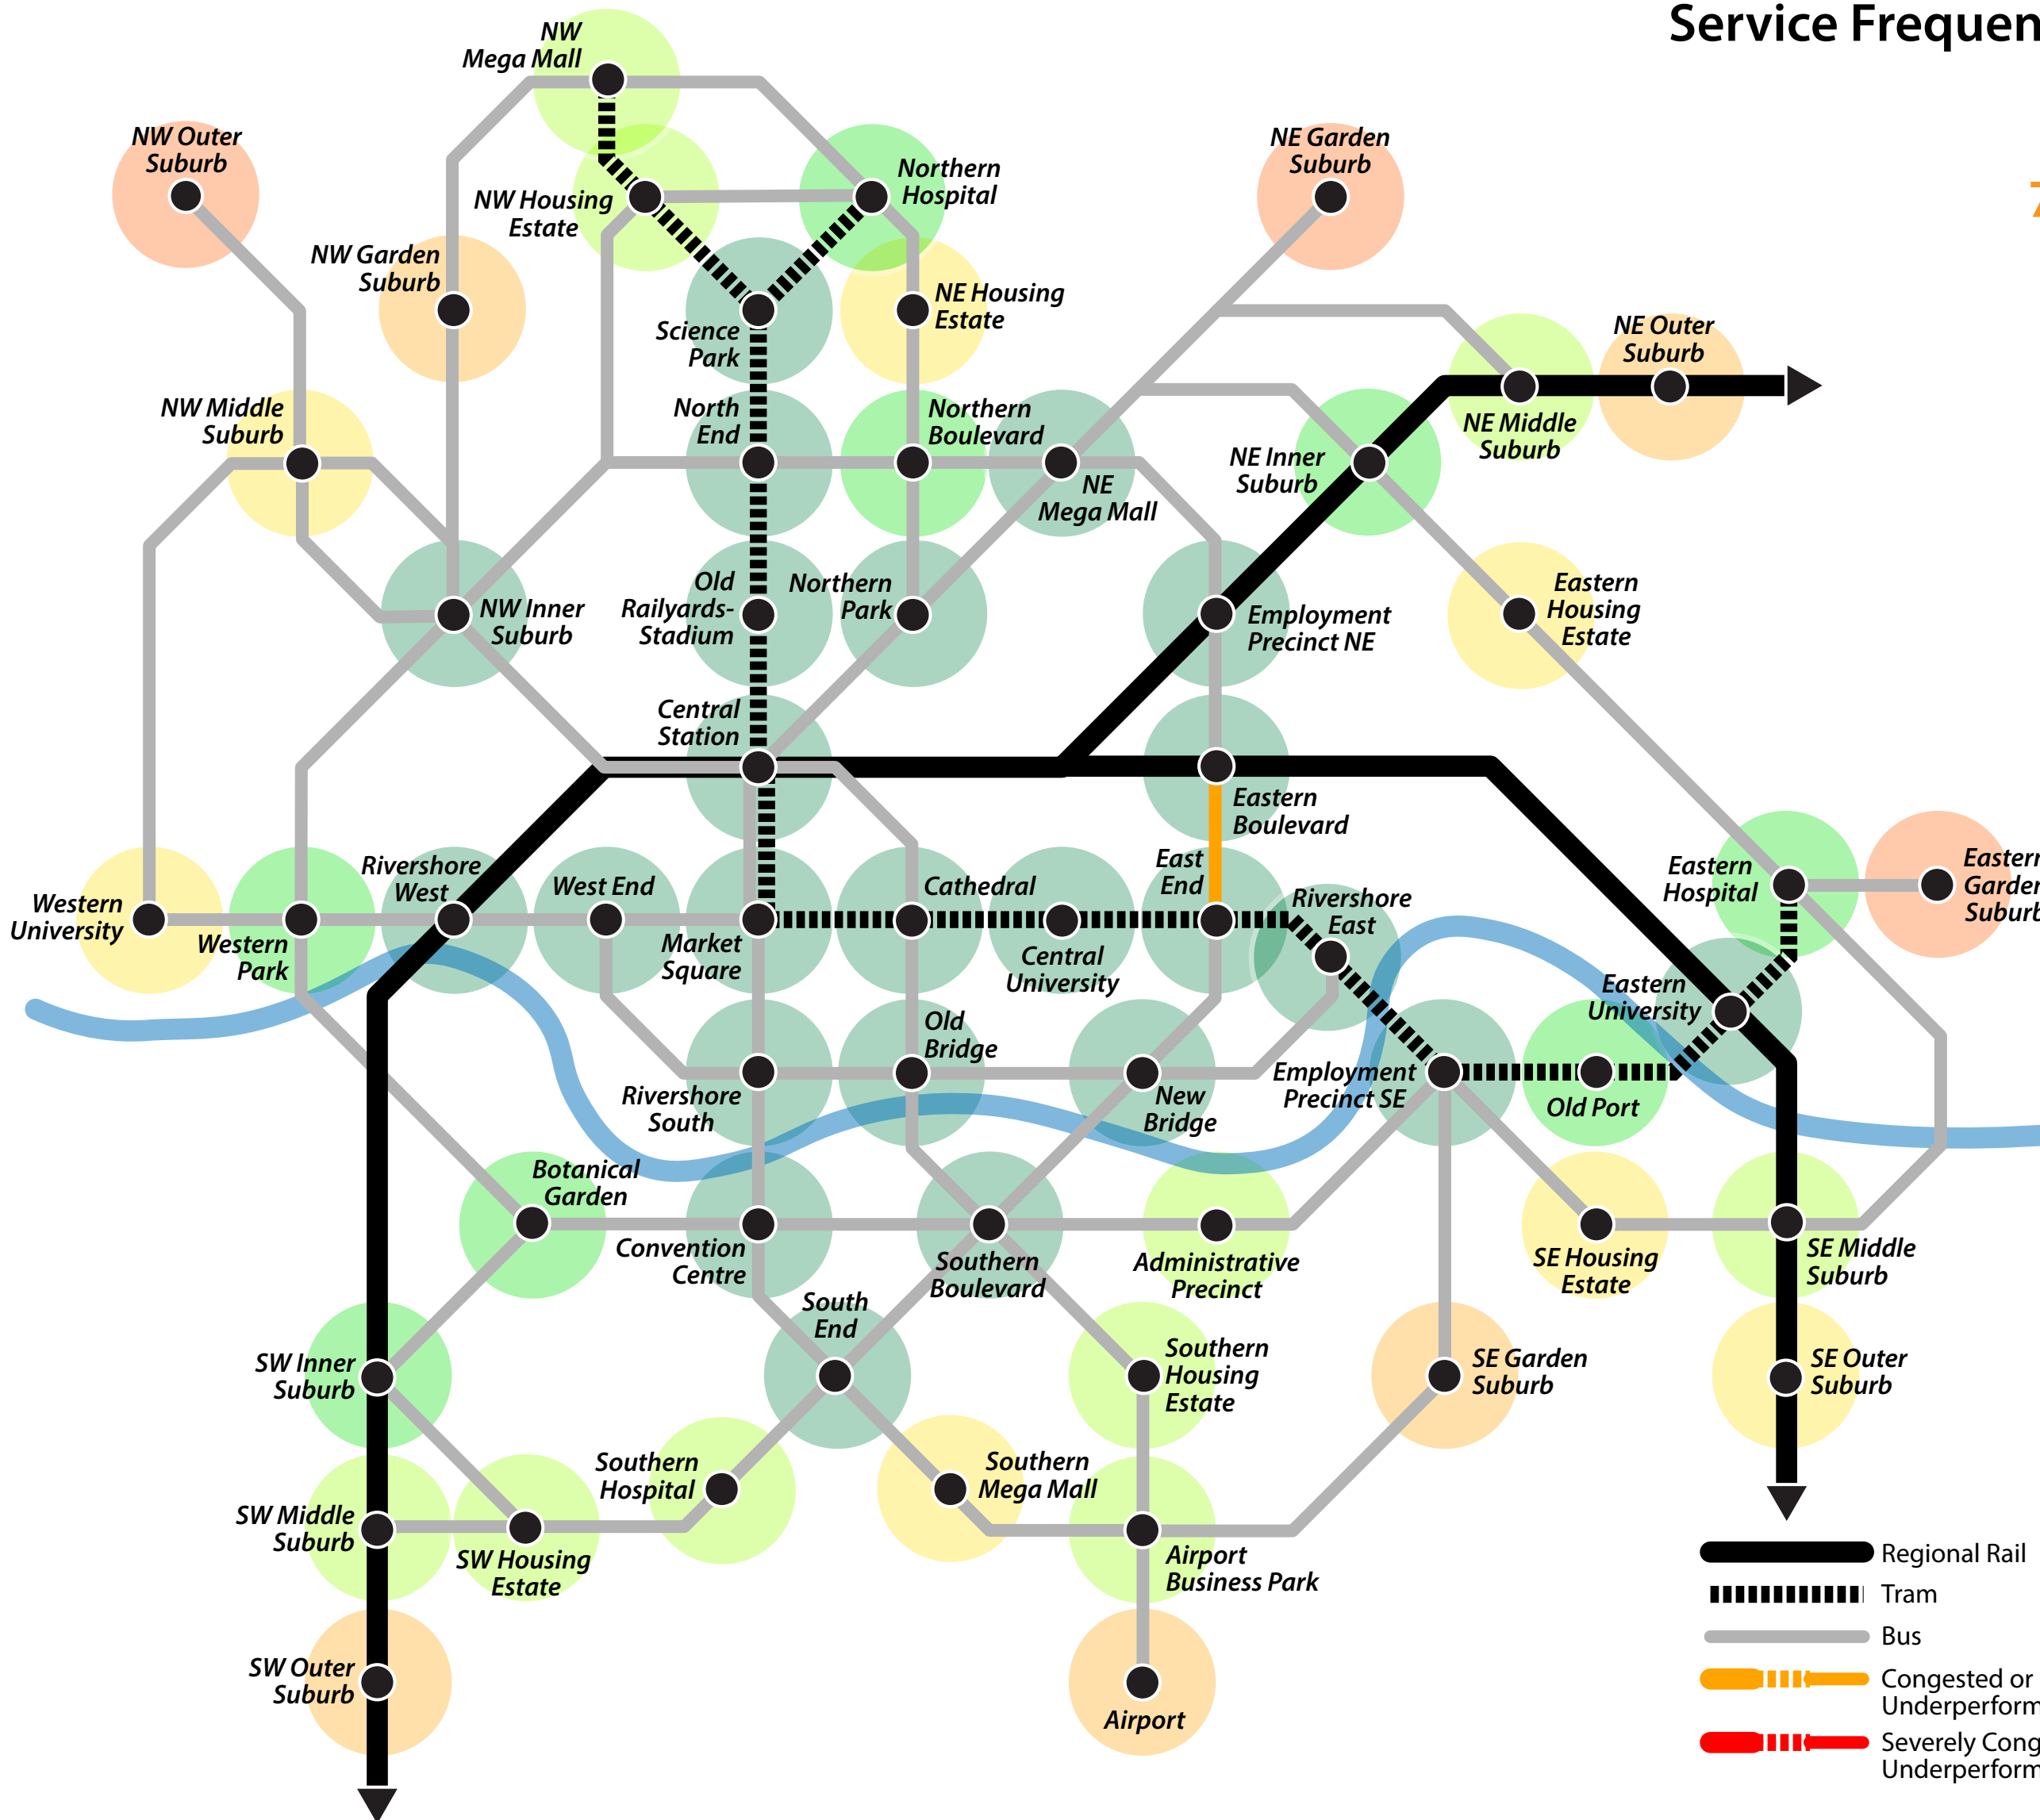 Service Frequen
NW
Mega Mall
NW Outer
Suburb
NE Garden
Suburb
Northern
Hospital
NW Housing
Estate
7
NW Garden
Suburb
NE Housing
Estate
Science
Park
NE Outer
Suburb
NW Middle
Suburb
North
End
Northern
Boulevard
NE Middle
Suburb
NE Inner
Suburb
NE
Mega Mall
Old
Railyards-
Stadium
Northern
Park
NW Inner
Suburb
Employment
Precinct NE
Eastern
Housing
Estate
Central
Station
Eastern
Boulevard
Rivershore
West
West End
Cathedral
East
End
Rivershore
East
Eastern
Hospital
Eastern
Garden
Suburb
Western
University
Western
Park
Market
Square
Central
University
Eastern
University
Old
Bridge
Rivershore
South
New
Bridge
Employment
Precinct SE
Old Port
Botanical
Garden
Convention
Centre
Southern
Boulevard
Administrative
Precinct
SE Housing
Estate
SE Middle
Suburb
South
End
SW Inner
Suburb
Southern
Housing
Estate
SE Garden
Suburb
SE Outer
Suburb
Southern
Hospital
Southern
Mega Mall
SW Middle
Suburb
SW Housing
Estate
Airport
Business Park
SW Outer
Suburb
Airport
Regional Rail
Tram
Bus
Congested or
Underperform
Severely Cong
Underperform